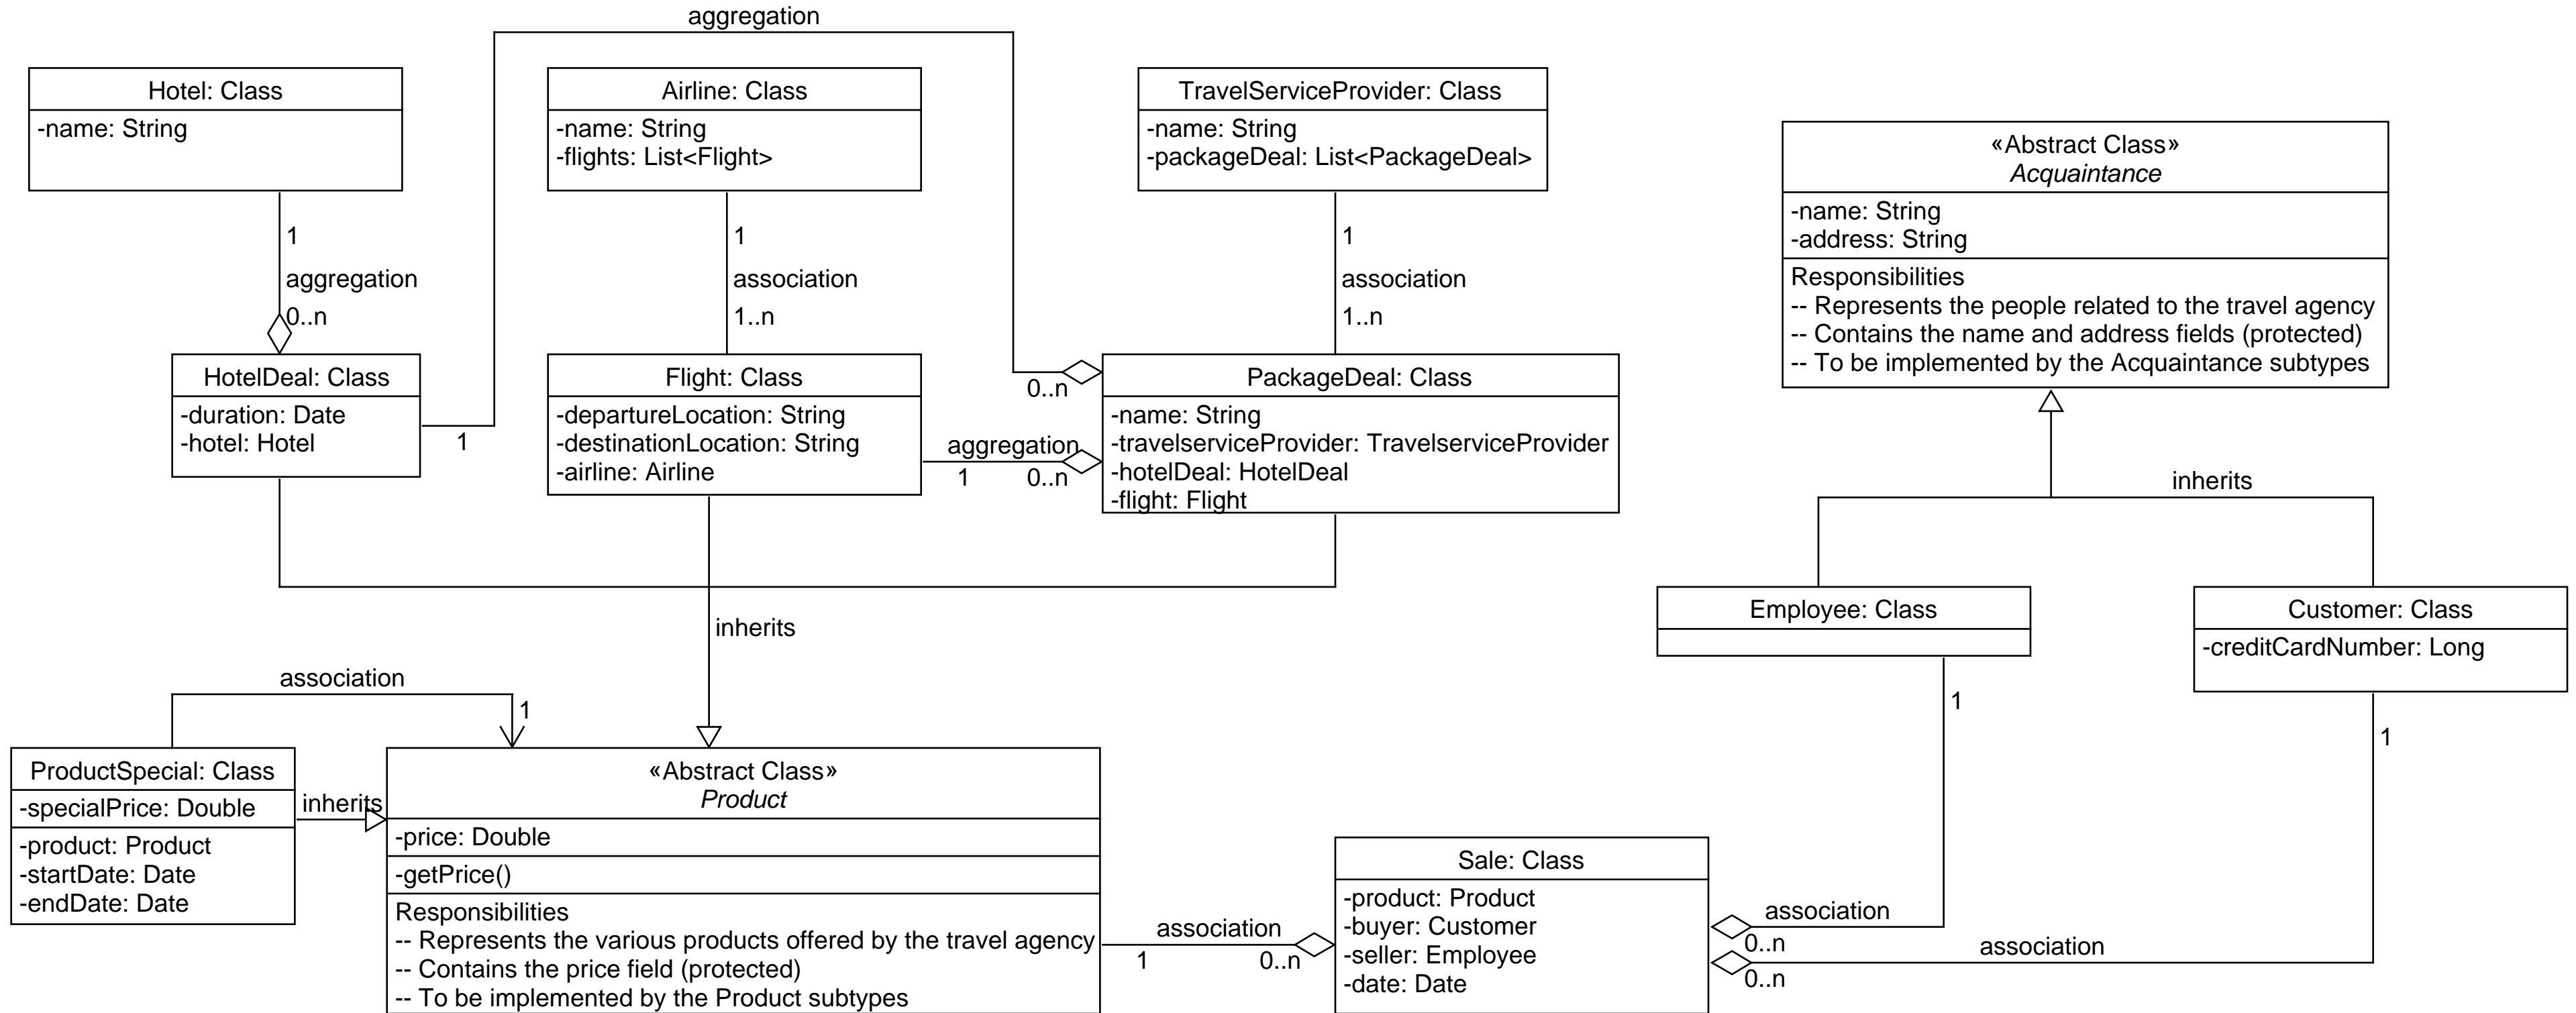 aggregation
Hotel: Class
-name: String
Airline: Class
-name: String
-flights: List<Flight>
TravelServiceProvider: Class
-name: String
-packageDeal: List<PackageDeal>
«Abstract Class»
Acquaintance
-name: String
-address: String
Responsibilities
-- Represents the people related to the travel agency
-- Contains the name and address fields (protected)
-- To be implemented by the Acquaintance subtypes
1
aggregation
0..n
1
association
1..n
1
association
1..n
HotelDeal: Class
-duration: Date
-hotel: Hotel
1
Flight: Class
-departureLocation: String
-destinationLocation: String
-airline: Airline
aggregation
1
0..n
0..n
PackageDeal: Class
-name: String
-travelserviceProvider: TravelserviceProvider
-hotelDeal: HotelDeal
-flight: Flight
inherits
inherits
Employee: Class
Customer: Class
-creditCardNumber: Long
1
1
association
1
ProductSpecial: Class
-specialPrice: Double
-product: Product
-startDate: Date
-endDate: Date
inherits
«Abstract Class»
Product
-price: Double
-getPrice()
Responsibilities
-- Represents the various products offered by the travel agency
-- Contains the price field (protected)
-- To be implemented by the Product subtypes
association
1
0..n
Sale: Class
-product: Product
-buyer: Customer
-seller: Employee
-date: Date
association
0..n
association
0..n